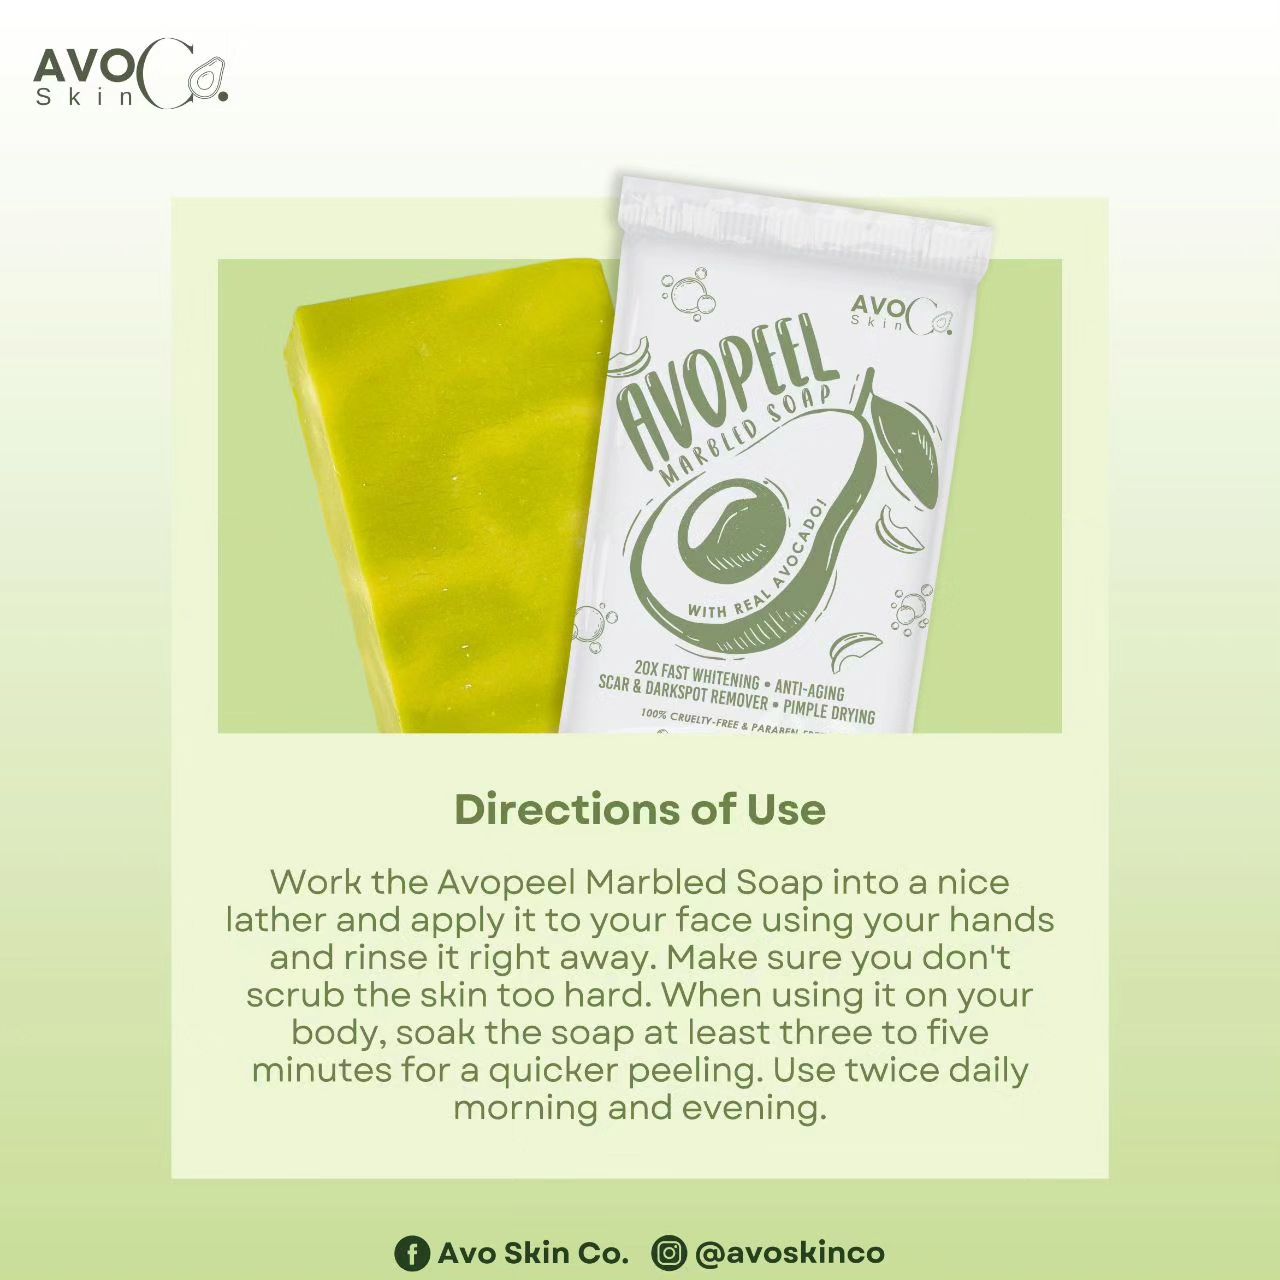 AVO Co.
Skin
AVO Co.
Skin
AVOPEEL
MARBLED SOAP
WITH REAL AVOCADO!
20X FAST WHITENING • ANTI-AGING
SCAR & DARKSPOT REMOVER • PIMPLE DRYING
100% CRUELTY-FREE & PARABEN
Directions of Use
Work the Avopeel Marbled Soap into a nice
lather and apply it to your face using your hands
and rinse it right away. Make sure you don't
scrub the skin too hard. When using it on your
body, soak the soap at least three to five
minutes for a quicker peeling. Use twice daily
morning and evening.
Avo Skin Co. @avoskinco